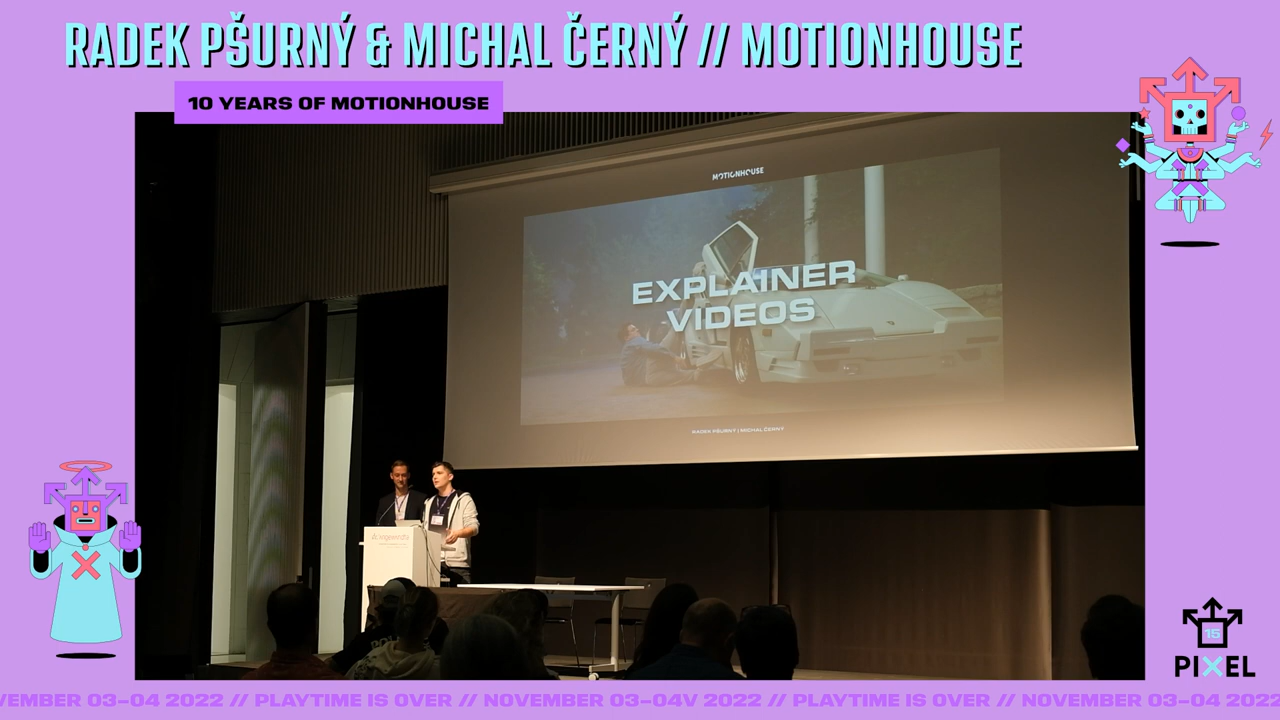 RADEK PŠURNÝ & MICHAL ČERNÝ // MOTIONHOUSE
10 YEARS OF MOTIONHOUSE
MOTIONHOUSE
EXPLAINER
VIDEOS
RADEK PŠURNÝ | MICHAL ČERNÝ
15
PIXEL
VEMBER 03–04 2022 // PLAYTIME IS OVER // NOVEMBER 03–04V 2022 // PLAYTIME IS OVER // NOVEMBER 03–04 2022